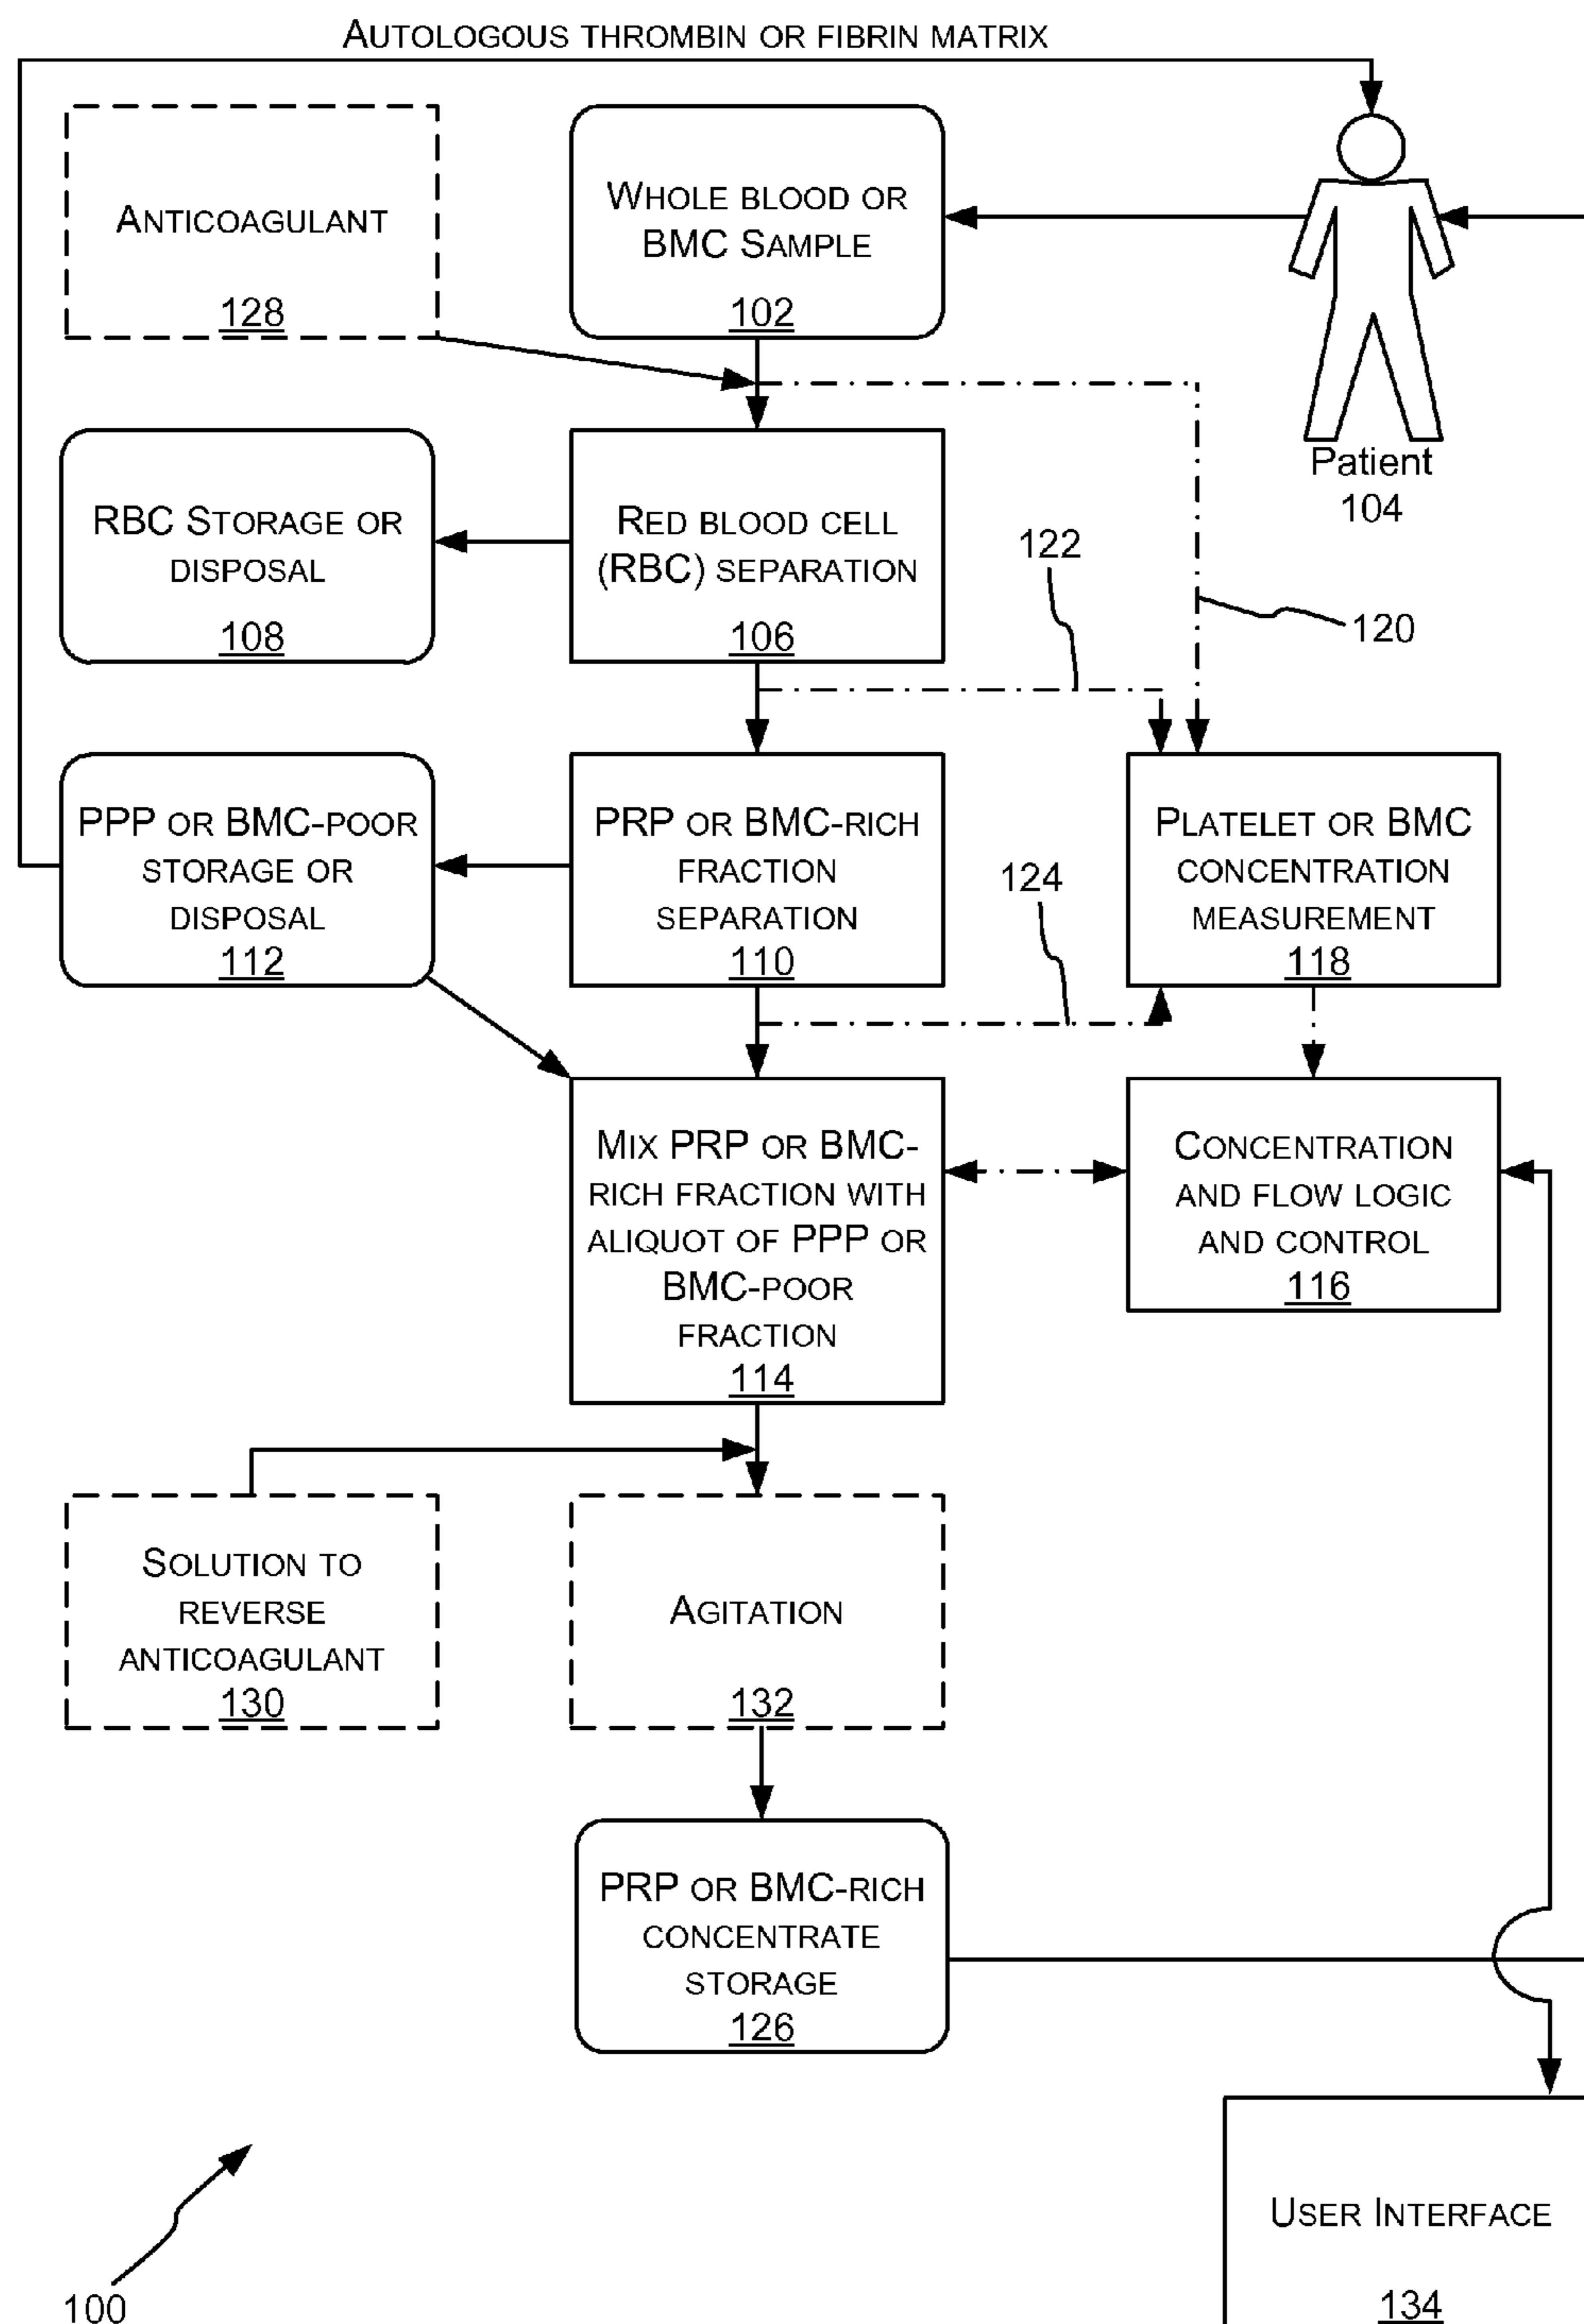 Autologous thrombin or fibrin matrix
Anticoagulant
128
Whole blood or
BMC Sample
102
Patient
104
RBC Storage or
disposal
108
Red blood cell
(RBC) separation
106
122
120
PPP or BMC-poor
storage or
disposal
112
PRP or BMC-rich
fraction
separation
110
124
Platelet or BMC
concentration
measurement
118
Mix PRP or BMC-
rich fraction with
aliquot of PPP or
BMC-poor
fraction
114
Concentration
and flow logic
and control
116
Solution to
reverse
anticoagulant
130
Agitation
132
PRP or BMC-rich
concentrate
storage
126
100
User Interface
134